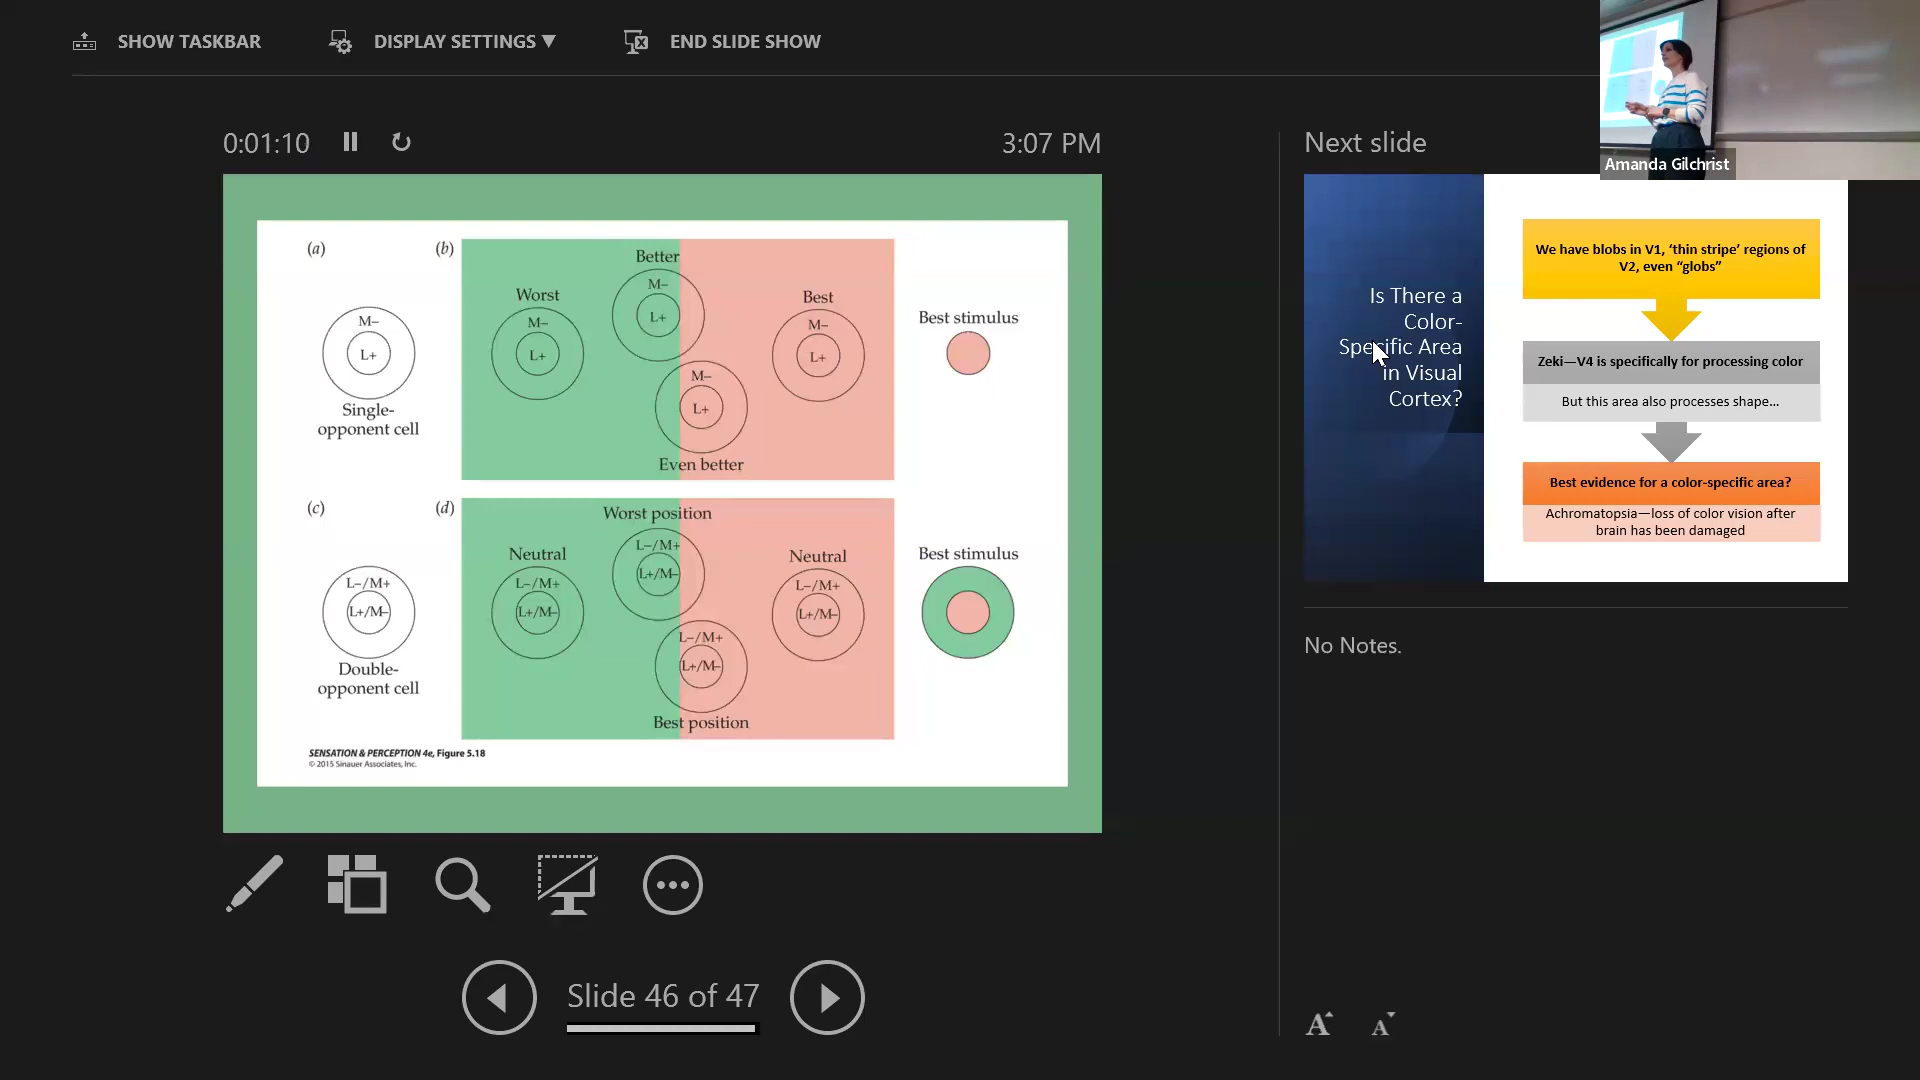 SHOW TASKBAR
DISPLAY SETTINGS ▼
END SLIDE SHOW
Amanda Gilchrist
0:01:10
3:07 PM
Next slide
(a)
M–
L+
Single-
opponent cell
(b)
Worst
M–
L+
Better
M–
L+
M–
L+
Even better
Best
M–
L+
Best stimulus
(c)
L–/M+
L+/M–
Double-
opponent cell
(d)
Neutral
L–/M+
L+/M–
Worst position
L–/M+
L+/M–
L–/M+
L+/M–
Best position
Neutral
L–/M+
L+/M–
Best stimulus
SENSATION & PERCEPTION 4e, Figure 5.18
© 2015 Sinauer Associates, Inc.
Is There a
Color-
Specific Area
in Visual
Cortex?
We have blobs in V1, ‘thin stripe’ regions of
V2, even “globs”
Zeki—V4 is specifically for processing color
But this area also processes shape...
Best evidence for a color-specific area?
Achromatopsia—loss of color vision after
brain has been damaged
No Notes.
Slide 46 of 47
A
A